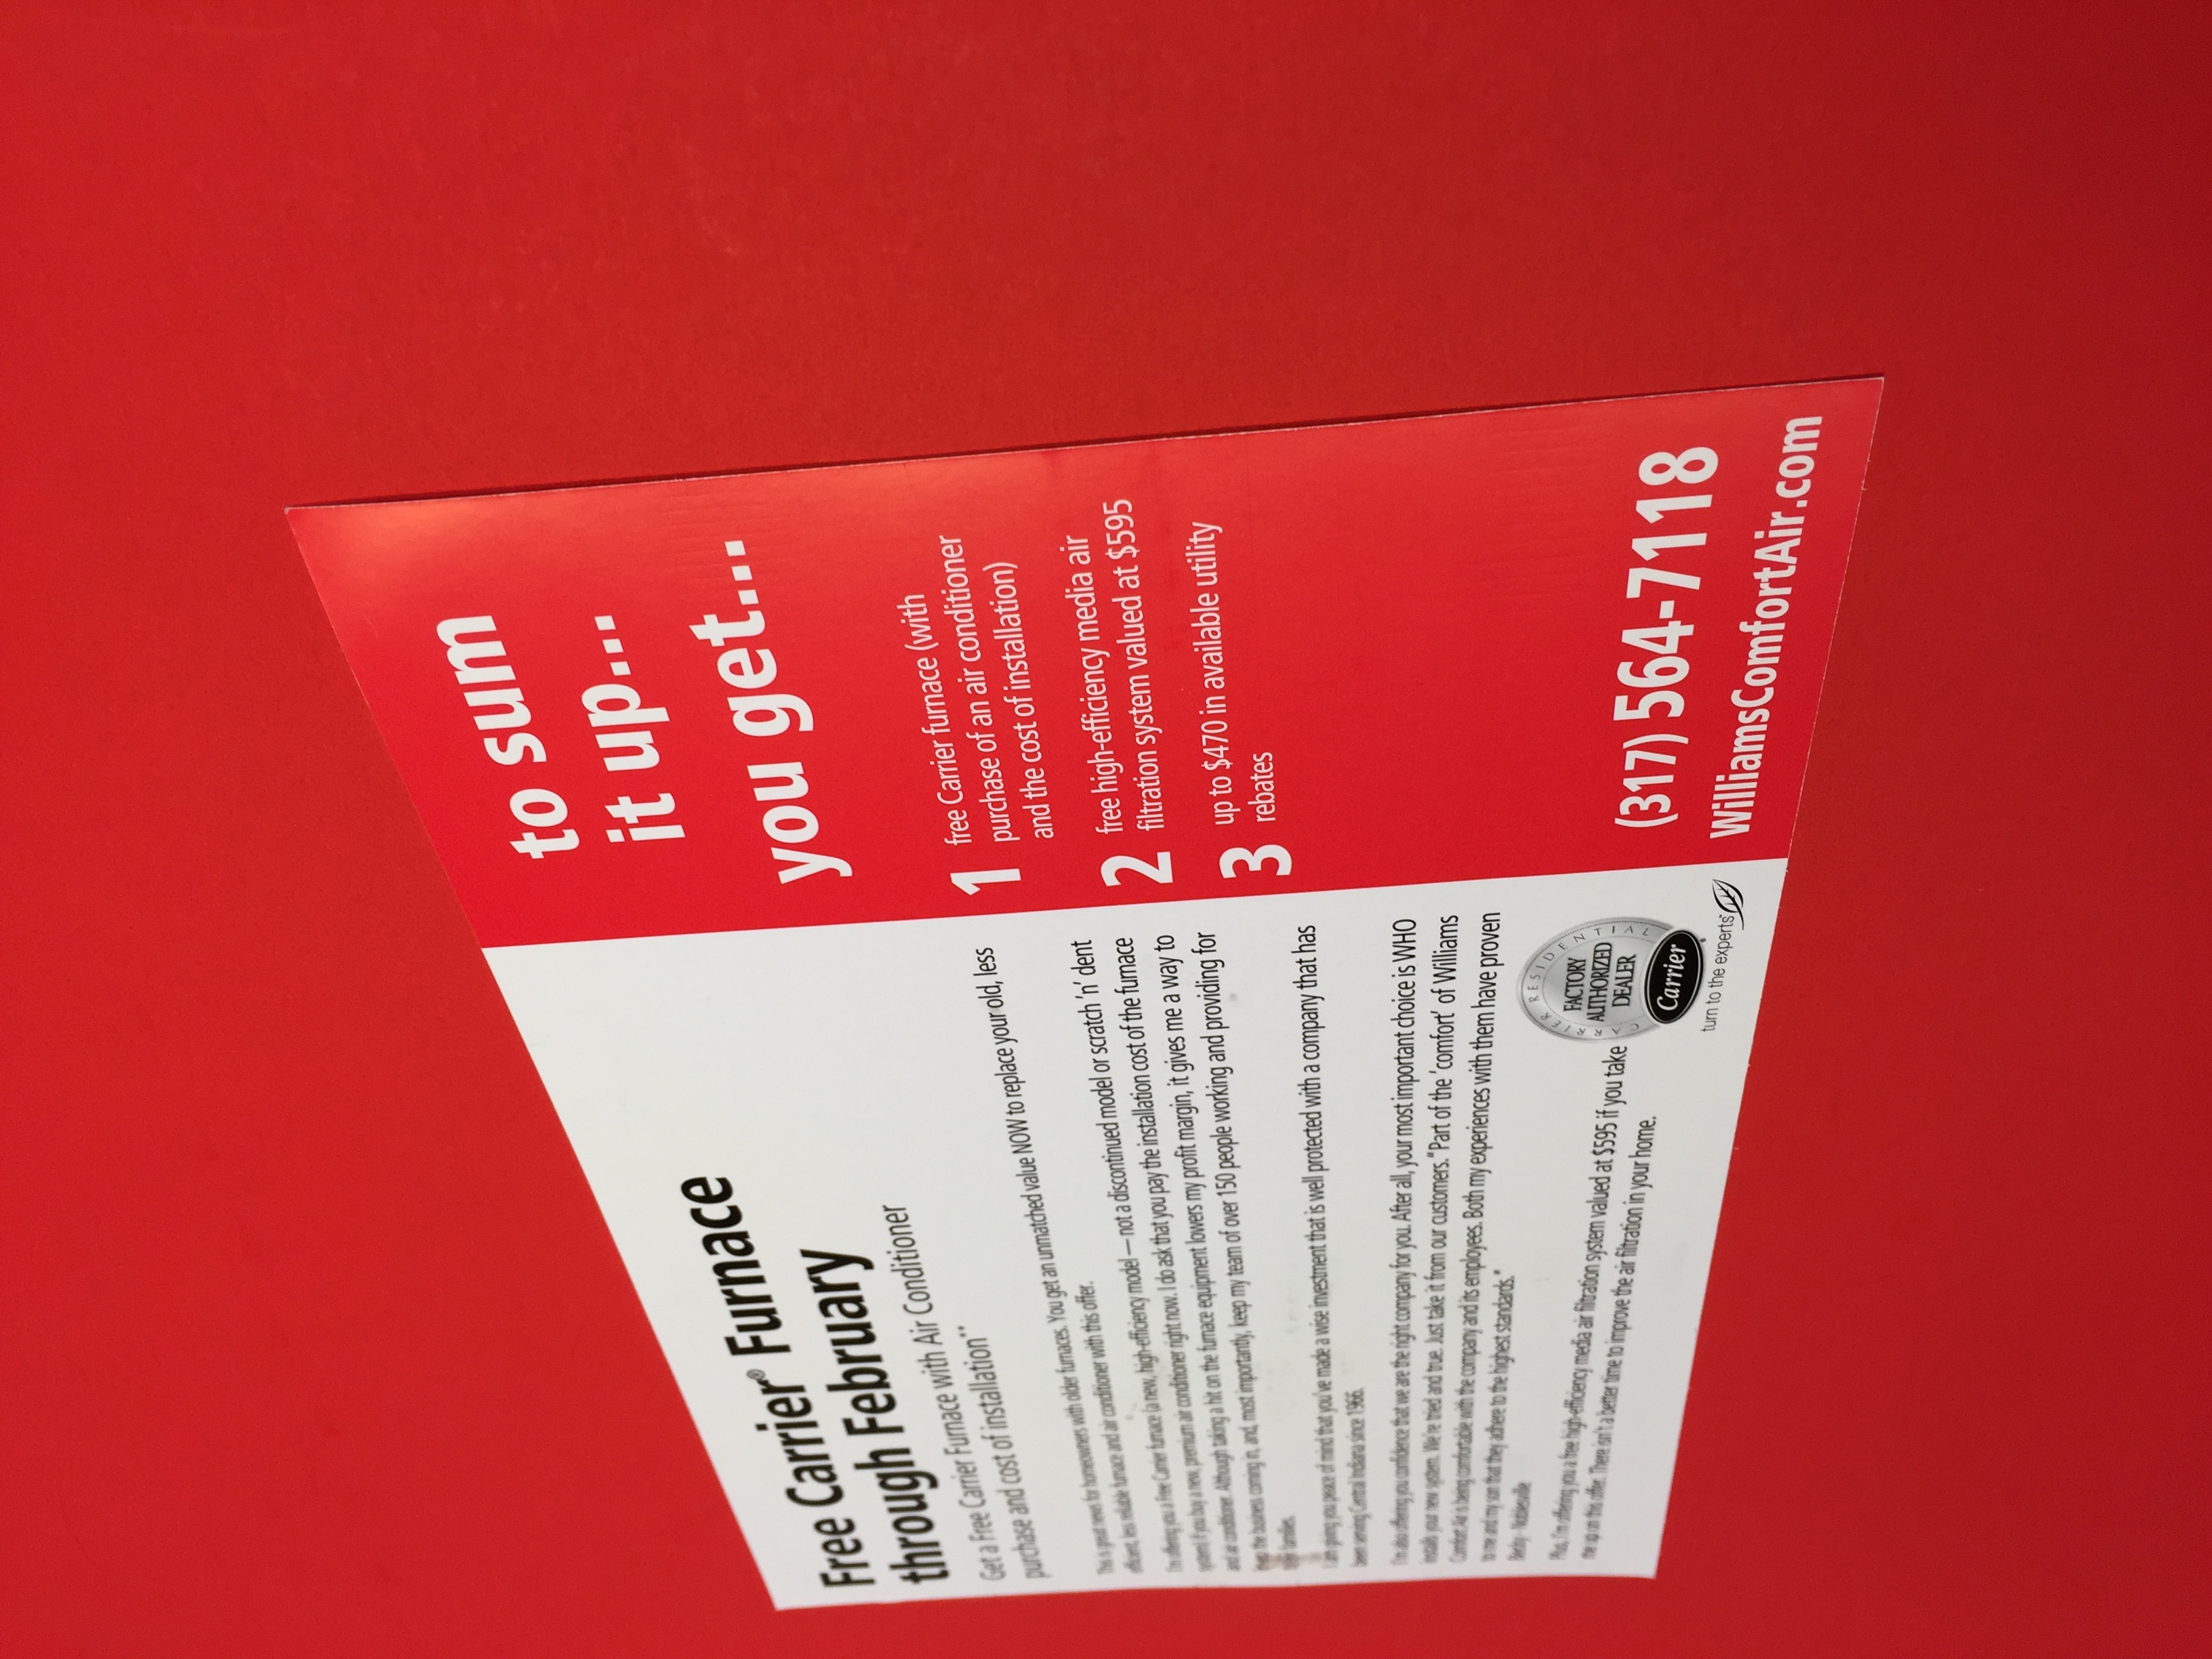 Free Carrier® Furnace
through February
Get a Free Carrier Furnace with Air Conditioner
purchase and cost of installation**
This is great news for homeowners with older furnaces. You get an unmatched value NOW to replace your old, less
efficient, less reliable furnace and air conditioner with this offer.
I'm offering you a Free Carrier furnace (a new, high-efficiency model — not a discontinued model or scratch 'n' dent
system) if you buy a new, premium air conditioner right now. I do ask that you pay the installation cost of the furnace
and air conditioner. Although taking a hit on the furnace equipment lowers my profit margin, it gives me a way to
keep the business coming in, and, most importantly, keep my team of over 150 people working and providing for
their families.
I am giving you peace of mind that you've made a wise investment that is well protected with a company that has
been serving Central Indiana since 1966.
I'm also offering you confidence that we are the right company for you. After all, your most important choice is WHO
installs your new system. We're tried and true. Just take it from our customers. "Part of the 'comfort' of Williams
Comfort Air is being comfortable with the company and its employees. Both my experiences with them have proven
to me and my son that they adhere to the highest standards."
Becky - Noblesville
Plus, I'm offering you a free high-efficiency media air filtration system valued at $595 if you take
me up on this offer. There isn't a better time to improve the air filtration in your home.
CARRIER RESIDENTIAL
FACTORY
AUTHORIZED
DEALER
Carrier
turn to the experts
to sum
it up...
you get...
1 free Carrier furnace (with
purchase of an air conditioner
and the cost of installation)
2 free high-efficiency media air
filtration system valued at $595
3 up to $470 in available utility
rebates
(317) 564-7118
WilliamsComfortAir.com